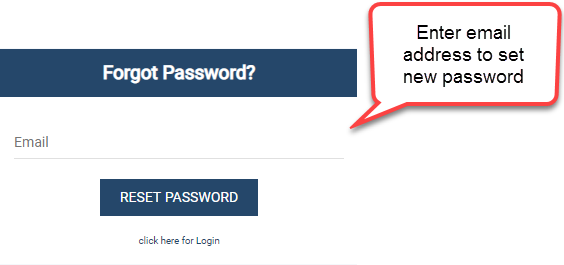 Forgot Password?
Enter email
address to set
new password
Email
RESET PASSWORD
click here for Login